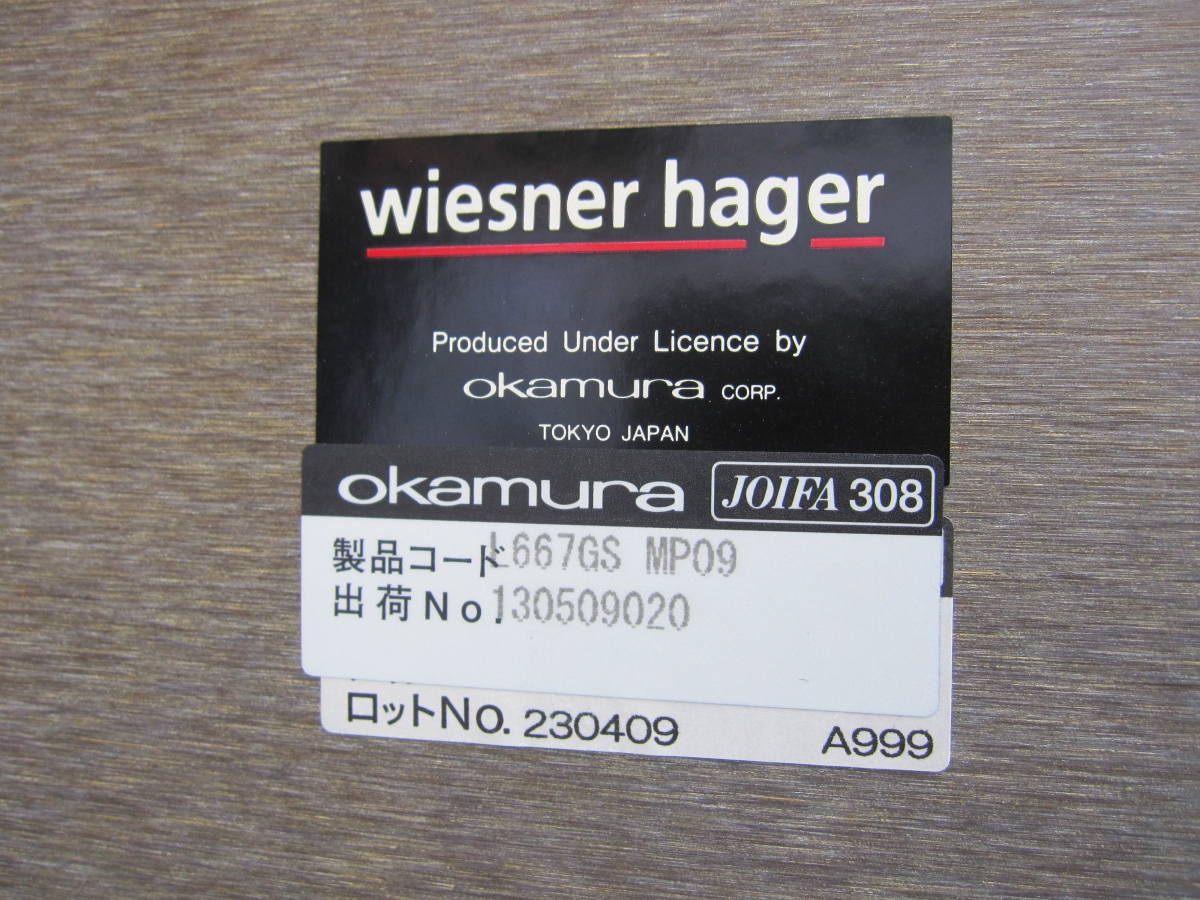 wiesner hager
Produced Under Licence by
okamura CORP.
TOKYO JAPAN
okamura JOIFA 308
製品コード L667GS MP09
出荷No. 130509020
ロットNo. 230409 A999